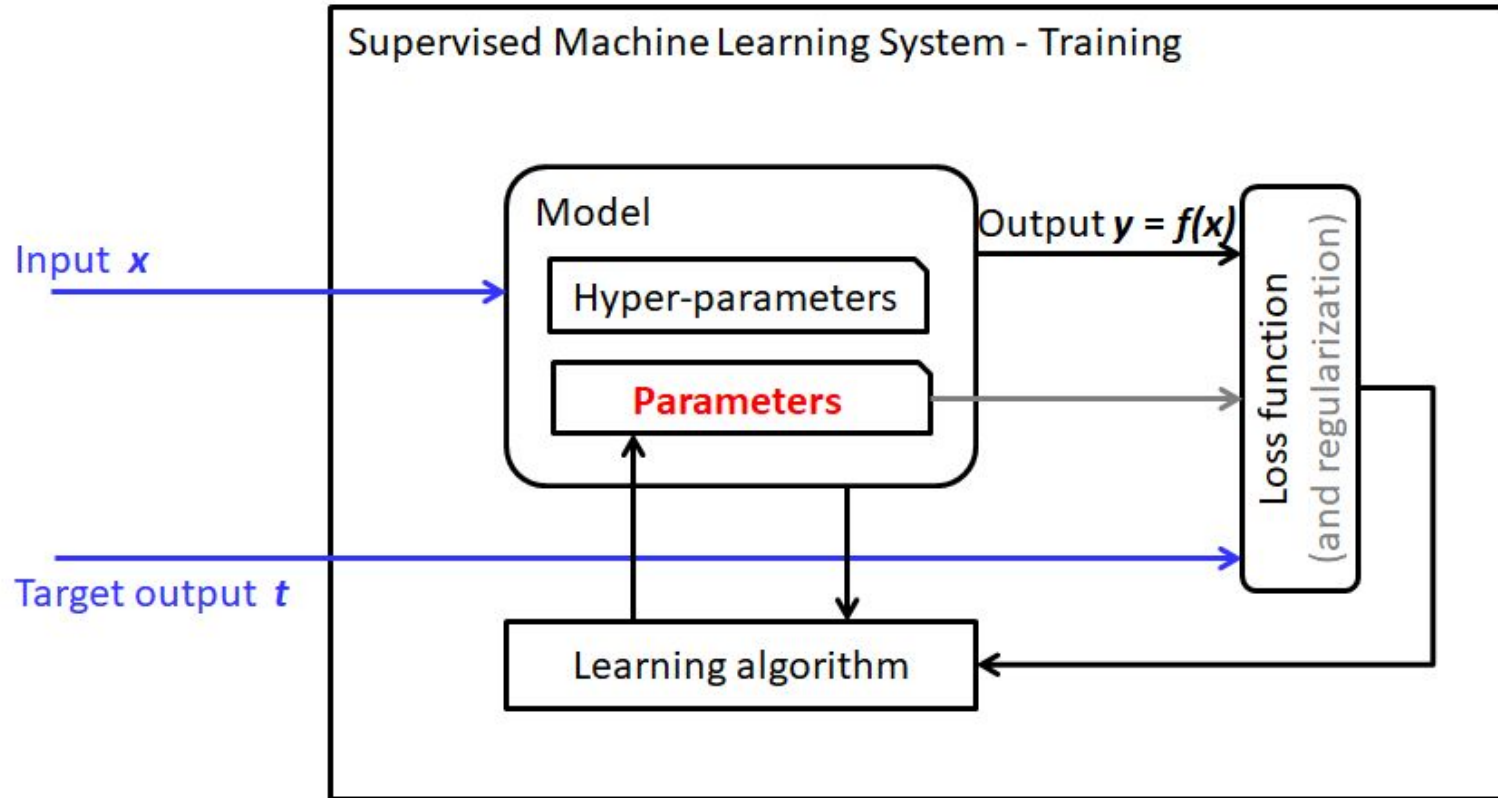 Supervised Machine Learning System - Training
Model
Output y = f(x)
Input x
Hyper-parameters
Parameters
Loss function
(and regularization)
Target output t
Learning algorithm